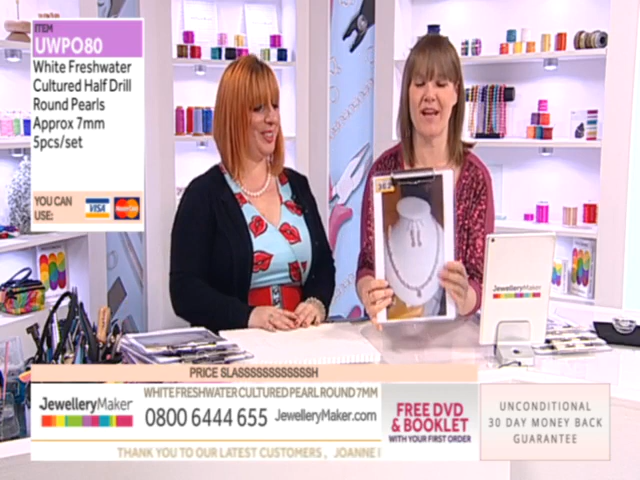 ITEM
UWPO80
White Freshwater
Cultured Half Drill
Round Pearls
Approx 7mm
5pcs/set
YOU CAN
USE:
VISA
MasterCard
JewelleryMaker
PRICE SLASSSSSSSSSSSH
JewelleryMaker
WHITE FRESHWATER CULTURED PEARL ROUND 7MM
0800 6444 655 JewelleryMaker.com
FREE DVD
& BOOKLET
WITH YOUR FIRST ORDER
UNCONDITIONAL
30 DAY MONEY BACK
GUARANTEE
THANK YOU TO OUR LATEST CUSTOMERS , JOANNE